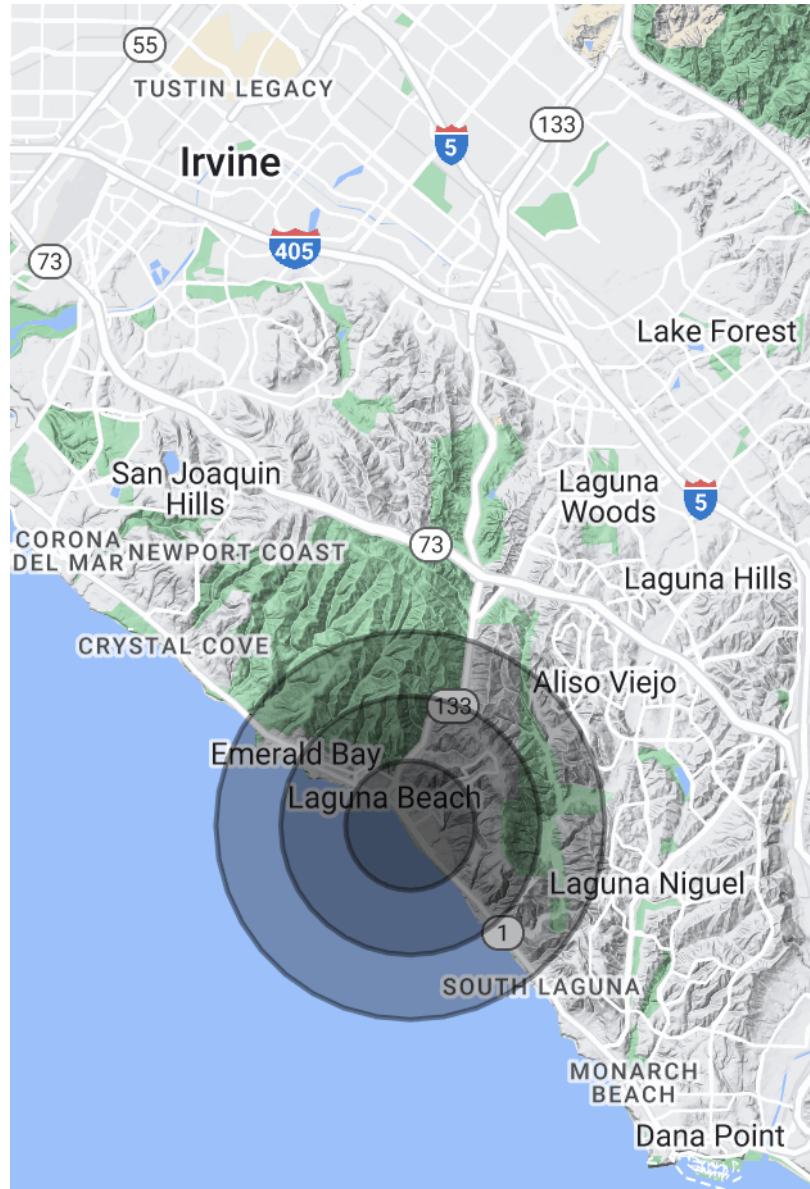 55
TUSTIN LEGACY
133
5
Irvine
405
73
Lake Forest
San Joaquin
Hills
Laguna
Woods
5
CORONA
DEL MAR
NEWPORT COAST
73
Laguna Hills
CRYSTAL COVE
Aliso Viejo
133
Emerald Bay
Laguna Beach
Laguna Niguel
1
SOUTH LAGUNA
MONARCH
BEACH
Dana Point